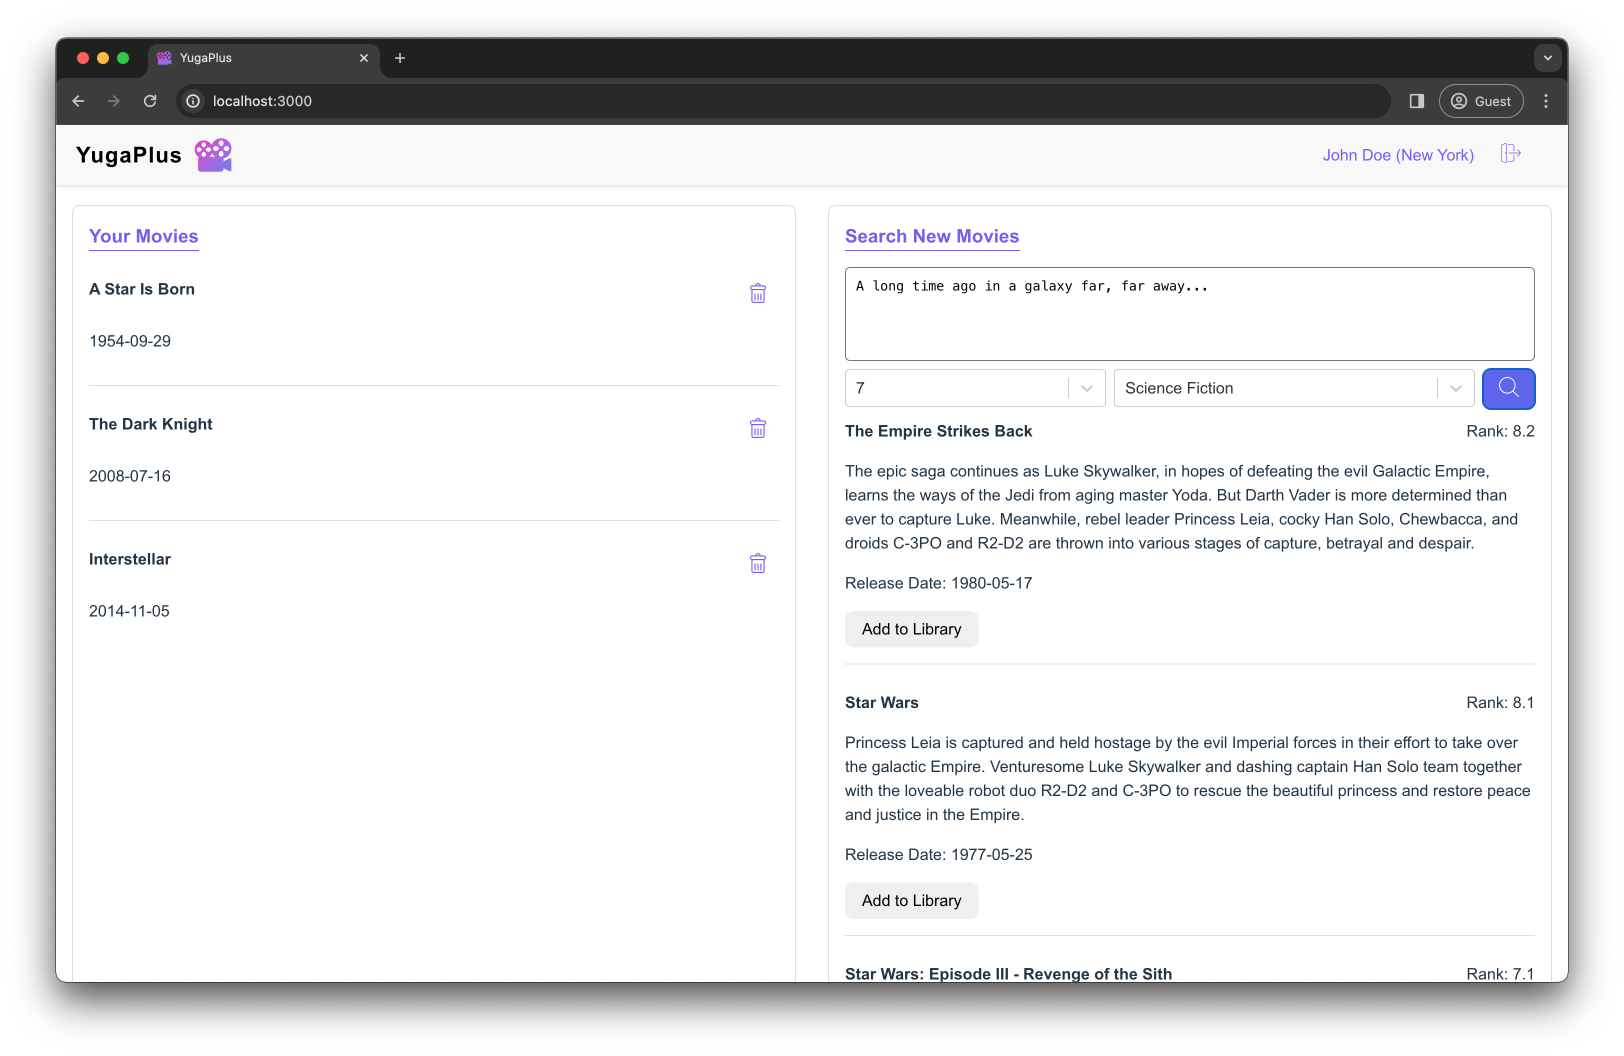 YugaPlus
localhost:3000
Guest
YugaPlus
John Doe (New York)
Your Movies
A Star Is Born
1954-09-29
The Dark Knight
2008-07-16
Interstellar
2014-11-05
Search New Movies
A long time ago in a galaxy far, far away...
7
Science Fiction
The Empire Strikes Back
Rank: 8.2
The epic saga continues as Luke Skywalker, in hopes of defeating the evil Galactic Empire,
learns the ways of the Jedi from aging master Yoda. But Darth Vader is more determined than
ever to capture Luke. Meanwhile, rebel leader Princess Leia, cocky Han Solo, Chewbacca, and
droids C-3PO and R2-D2 are thrown into various stages of capture, betrayal and despair.
Release Date: 1980-05-17
Add to Library
Star Wars
Rank: 8.1
Princess Leia is captured and held hostage by the evil Imperial forces in their effort to take over
the galactic Empire. Venturesome Luke Skywalker and dashing captain Han Solo team together
with the loveable robot duo R2-D2 and C-3PO to rescue the beautiful princess and restore peace
and justice in the Empire.
Release Date: 1977-05-25
Add to Library
Star Wars: Episode III - Revenge of the Sith
Rank: 7.1